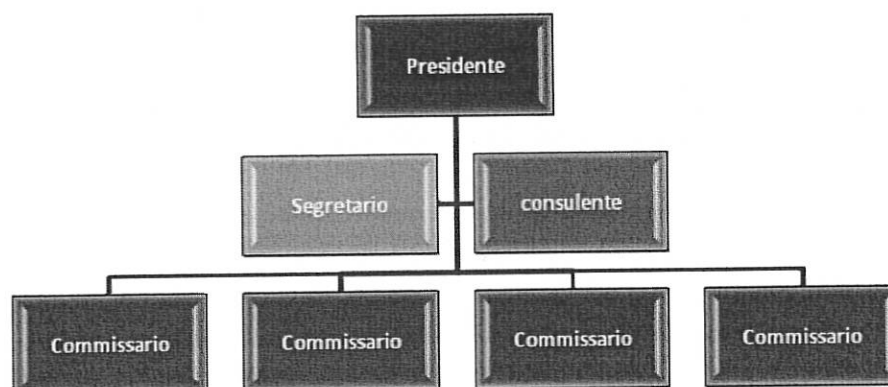 Presidente
Segretario
consulente
Commissario
Commissario
Commissario
Commissario